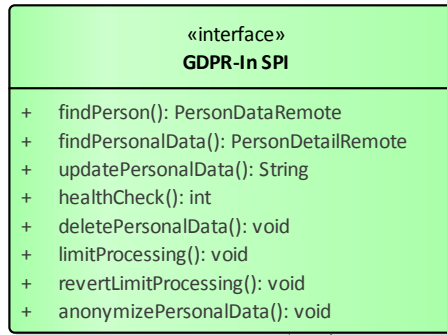 «interface»
GDPR-In SPI
+ findPerson(): PersonDataRemote
+ findPersonalData(): PersonDetailRemote
+ updatePersonalData(): String
+ healthCheck(): int
+ deletePersonalData(): void
+ limitProcessing(): void
+ revertLimitProcessing(): void
+ anonymizePersonalData(): void